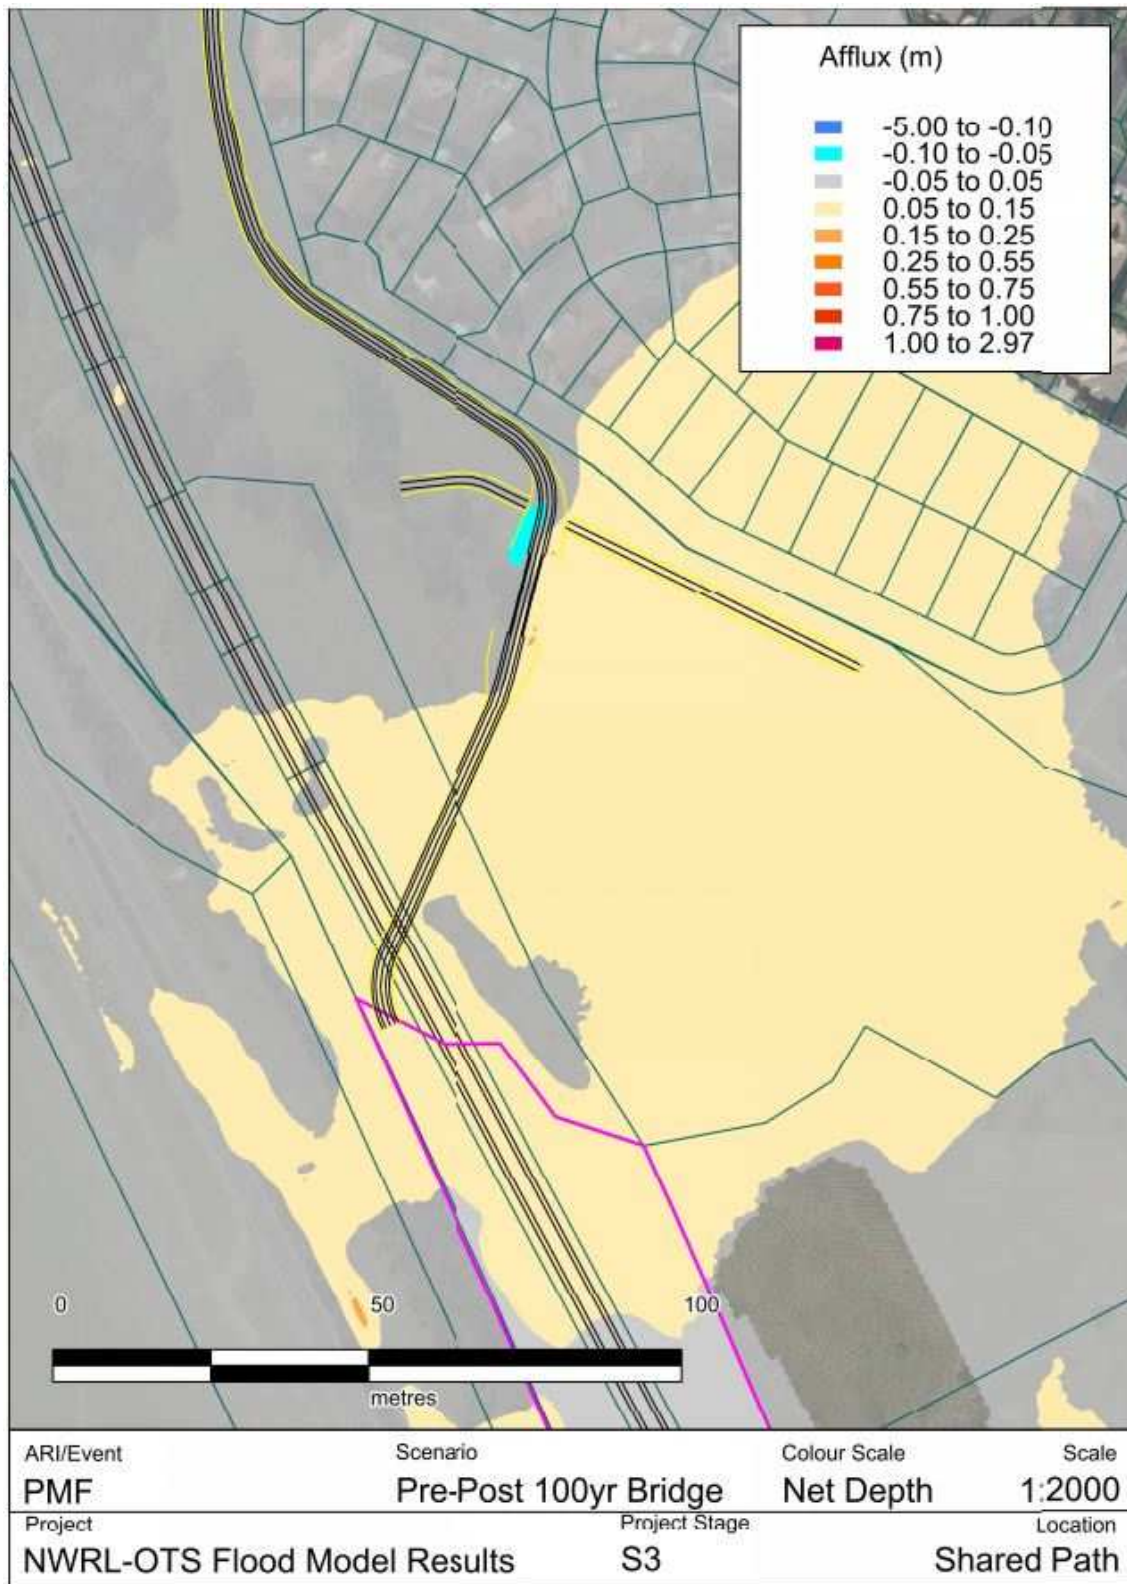 Afflux (m)
-5.00 to -0.10
-0.10 to -0.05
-0.05 to 0.05
0.05 to 0.15
0.15 to 0.25
0.25 to 0.55
0.55 to 0.75
0.75 to 1.00
1.00 to 2.97
0 50 100
metres
ARI/Event Scenario Colour Scale Scale
PMF Pre-Post 100yr Bridge Net Depth 1:2000
Project Project Stage Location
NWRL-OTS Flood Model Results S3 Shared Path